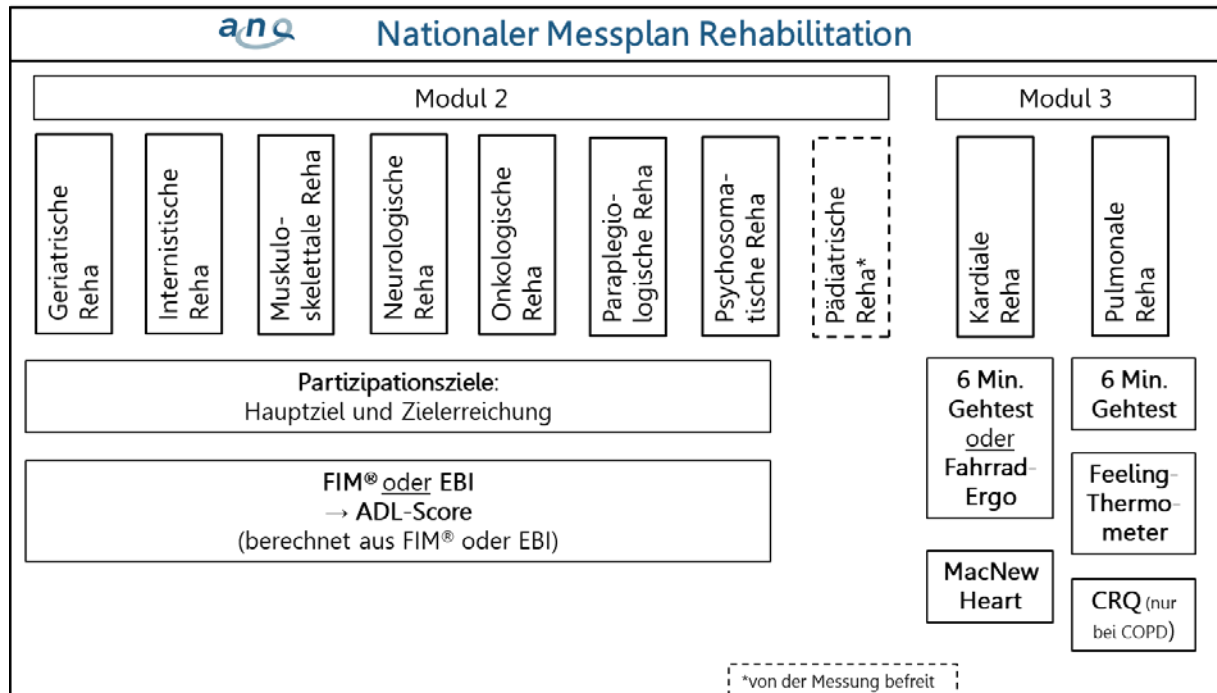 anq Nationaler Messplan Rehabilitation
Modul 2
Modul 3
Geriatrische
Reha
Internistische
Reha
Muskulo-
skelettale Reha
Neurologische
Reha
Onkologische
Reha
Paraplegio-
logische Reha
Psychosoma-
tische Reha
Pädiatrische
Reha*
Kardiale
Reha
Pulmonale
Reha
Partizipationsziele:
Hauptziel und Zielerreichung
FIM® oder EBI
→ ADL-Score
(berechnet aus FIM® oder EBI)
6 Min.
Gehtest
oder
Fahrrad-
Ergo
MacNew
Heart
6 Min.
Gehtest
Feeling-
Thermo-
meter
CRQ (nur
bei COPD)
*von der Messung befreit